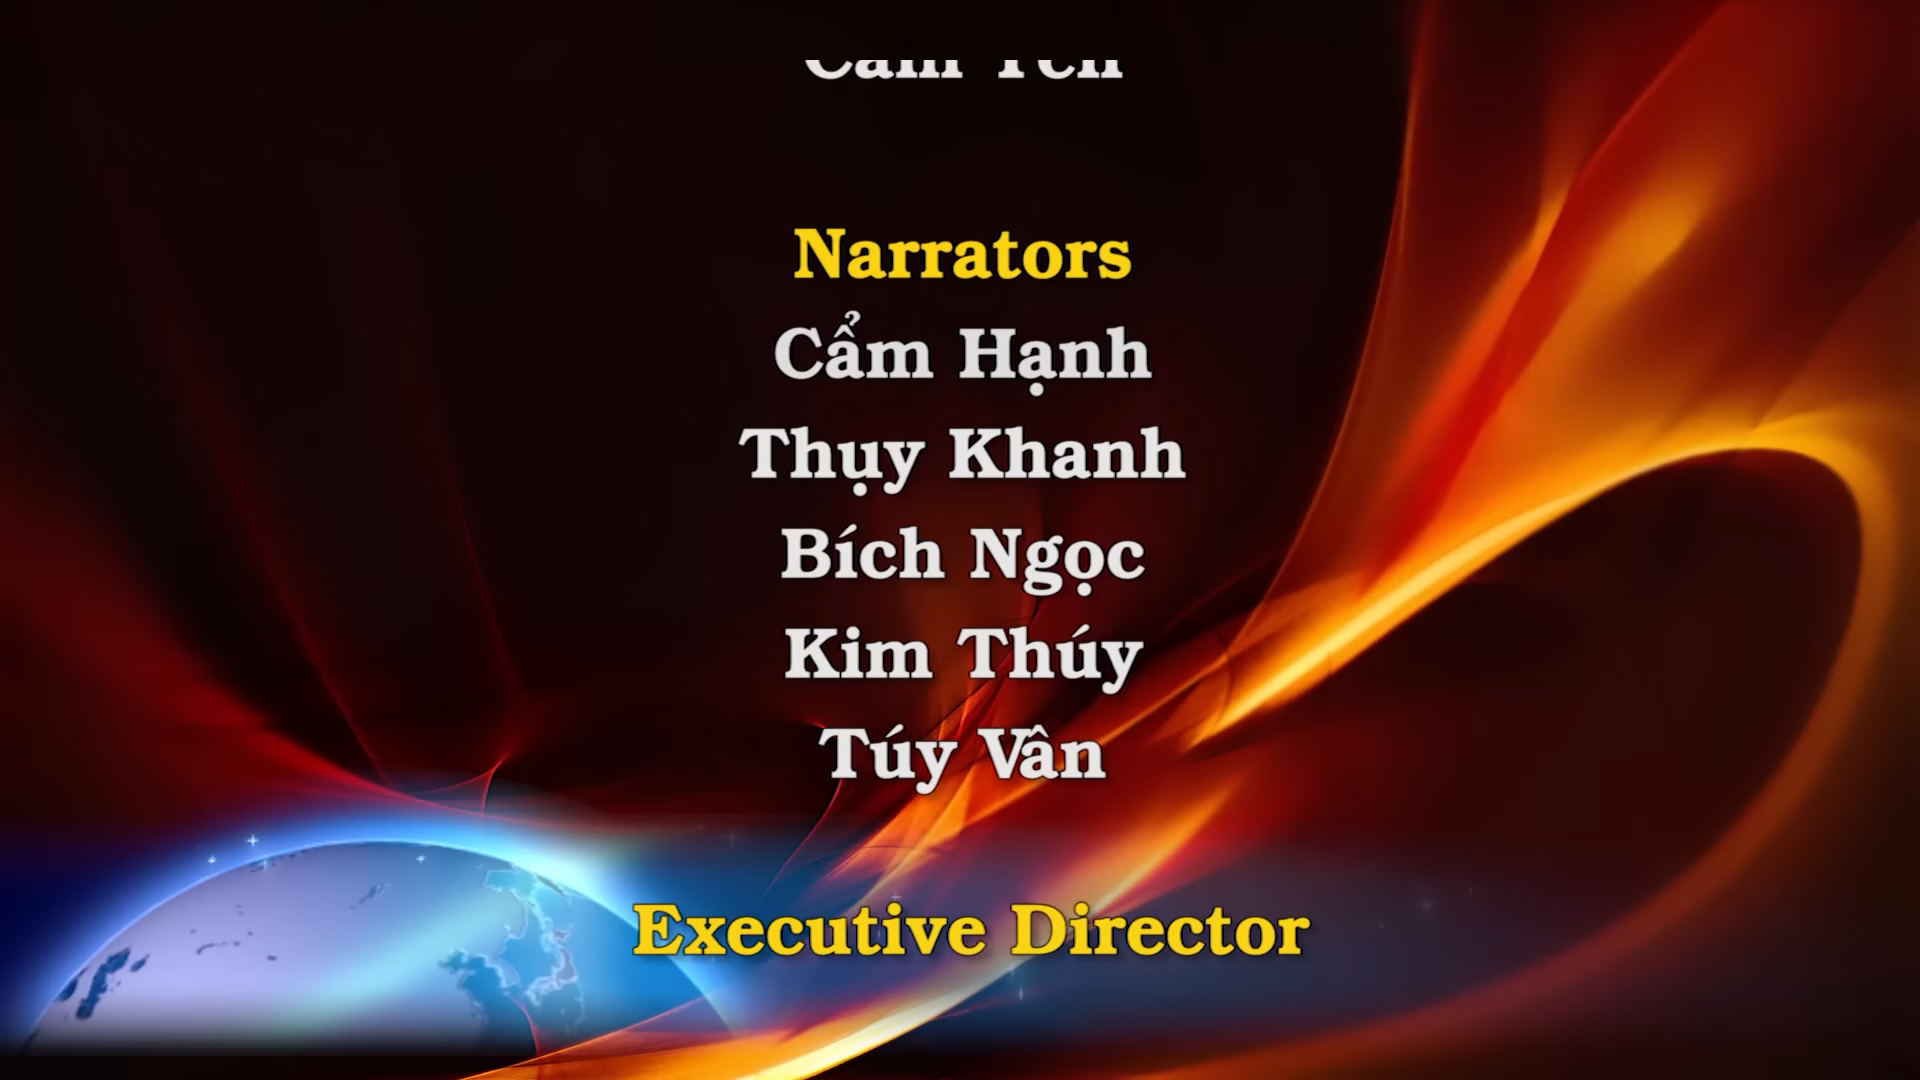 Narrators
Cẩm Hạnh
Thụy Khanh
Bích Ngọc
Kim Thúy
Túy Vân
Executive Director